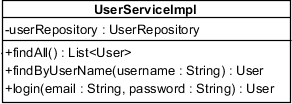 UserServiceImpl
-userRepository : UserRepository
+findAll() : List<User>
+findByUserName(username : String) : User
+login(email : String, password : String) : User